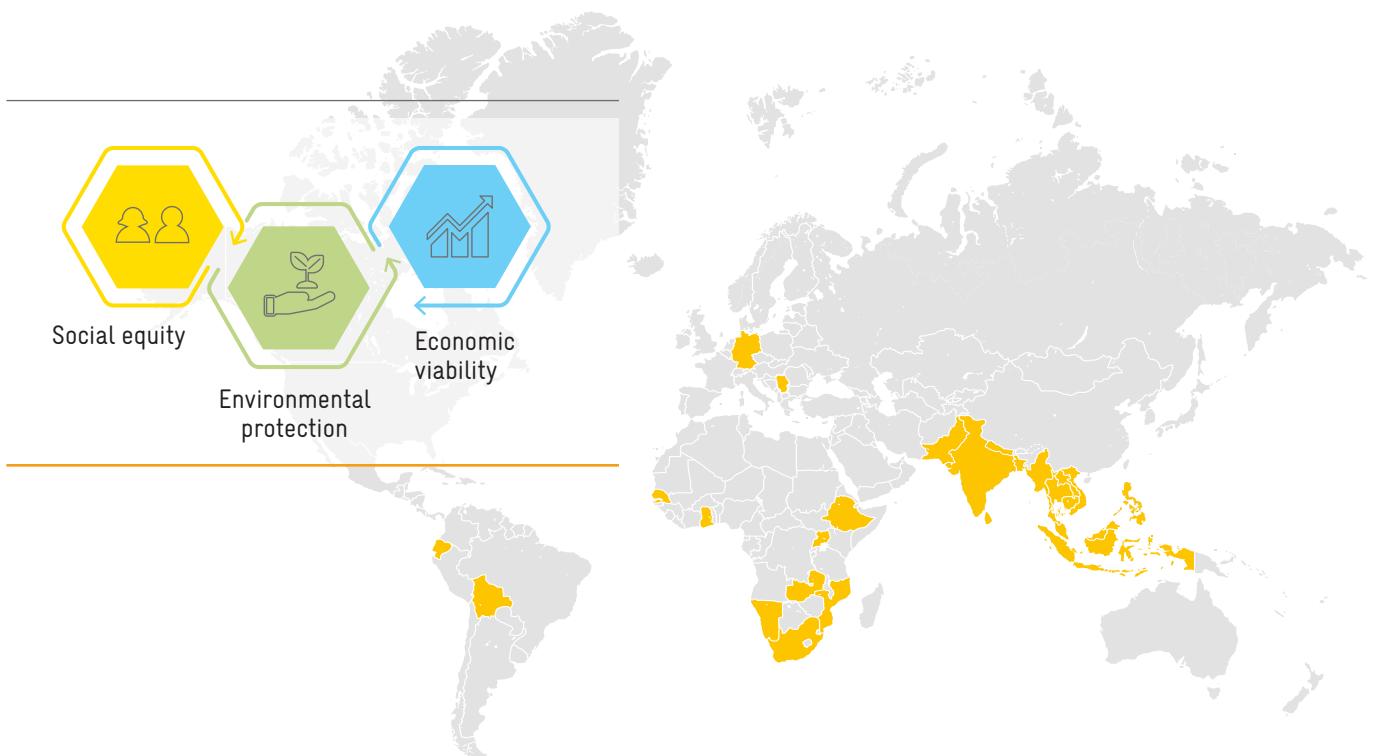 Social equity
Environmental
protection
Economic
viability